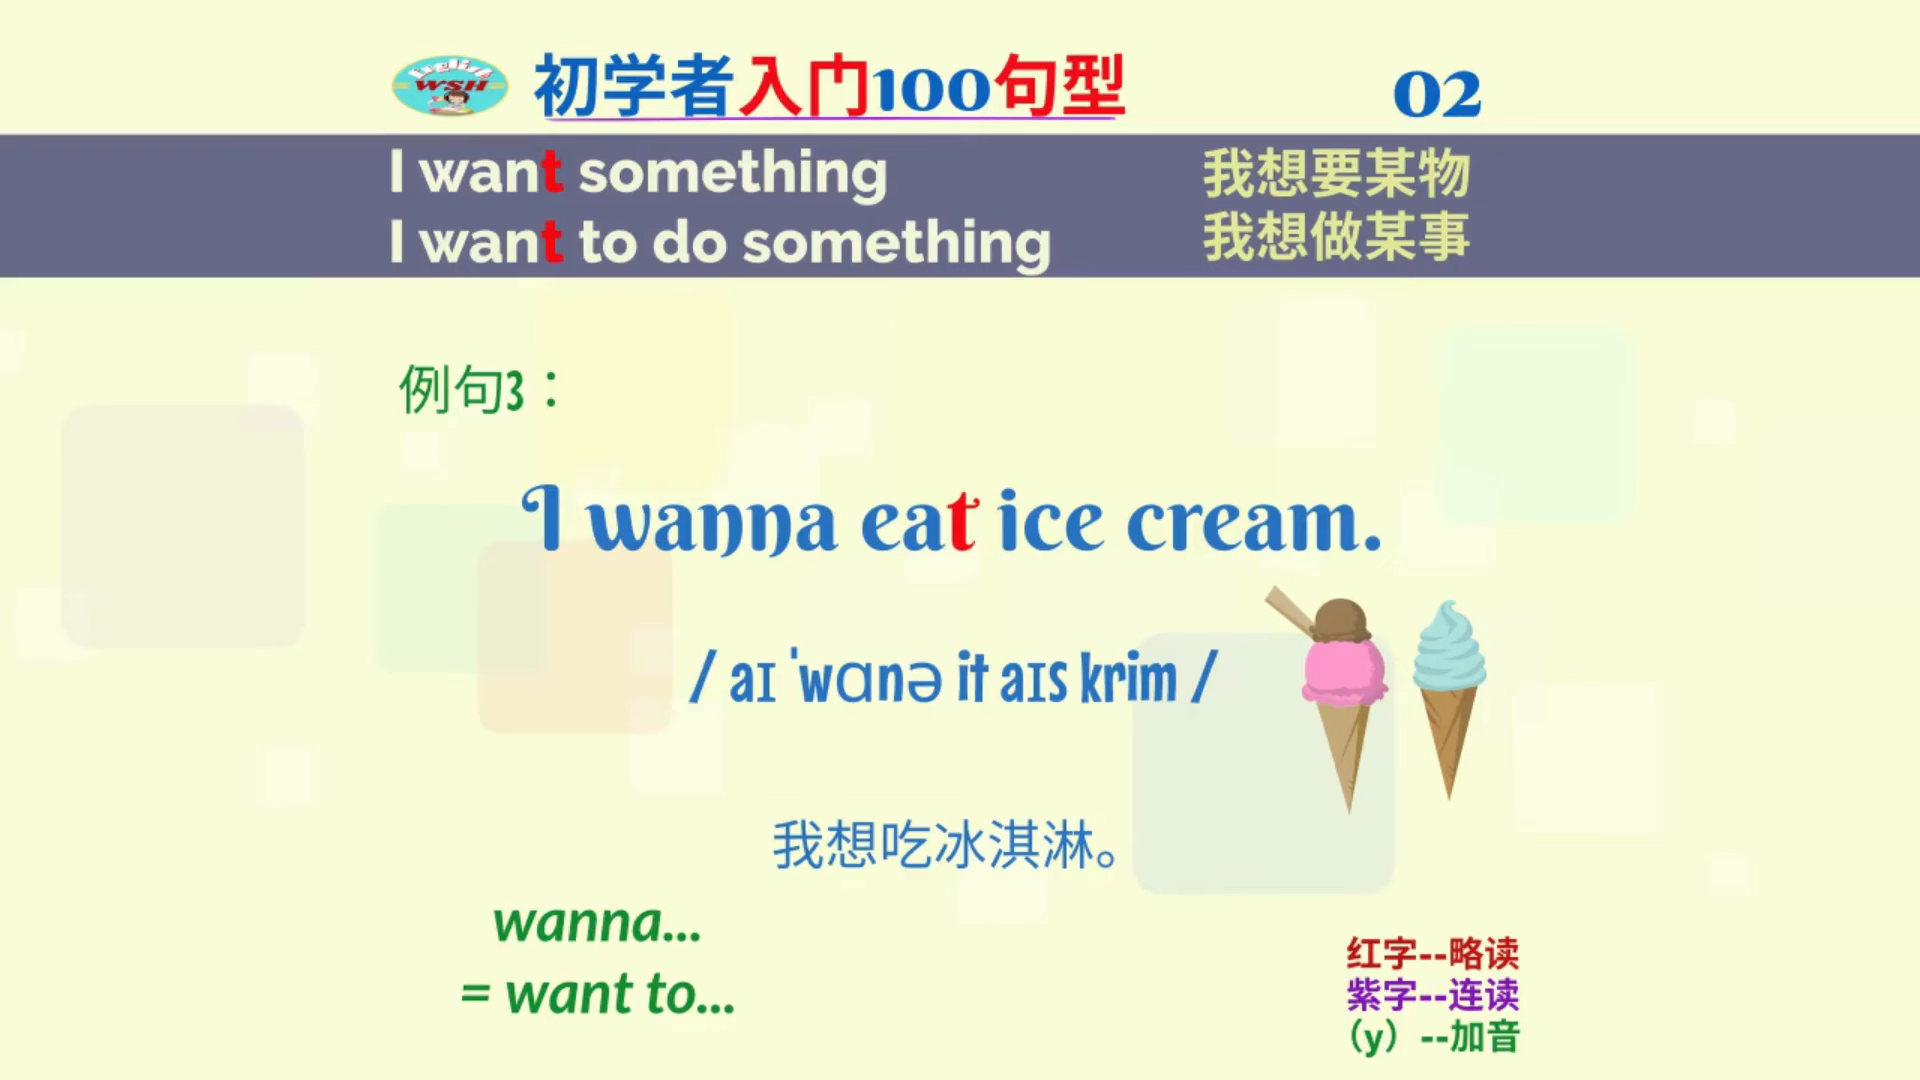 WSH
初学者入门100句型
02
I want something
我想要某物
I want to do something
我想做某事
例句3：
I wanna eat ice cream.
/ aɪ ˈwɑnə it aɪs krim /
我想吃冰淇淋。
wanna...
= want to...
红字--略读
紫字--连读
（y）--加音